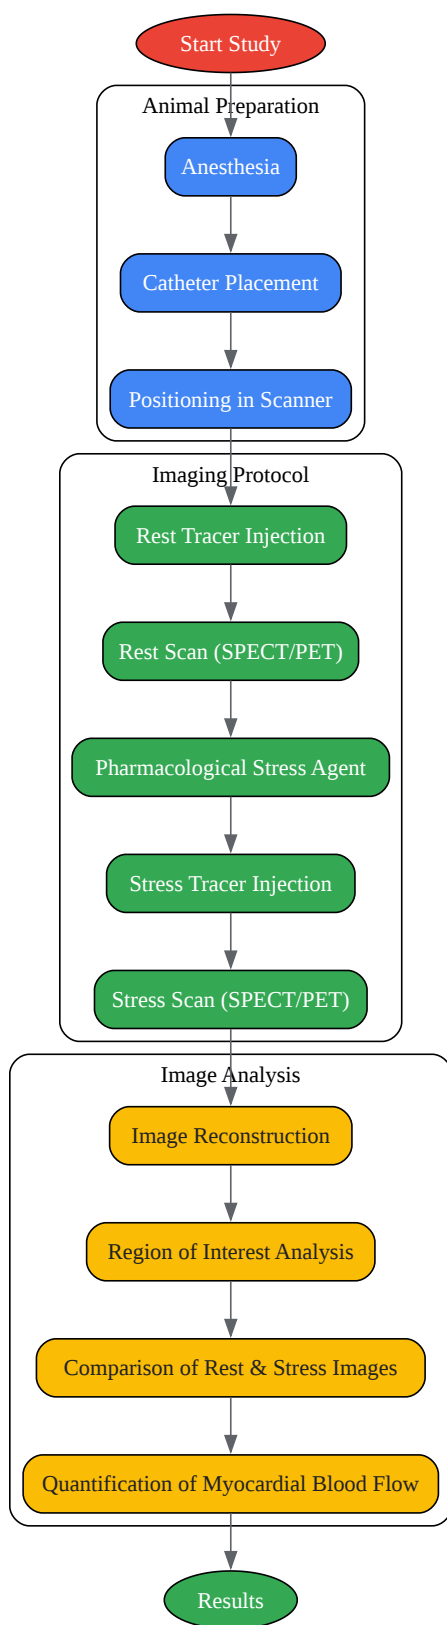 Start Study
Animal Preparation
Anesthesia
Catheter Placement
Positioning in Scanner
Imaging Protocol
Rest Tracer Injection
Rest Scan (SPECT/PET)
Pharmacological Stress Agent
Stress Tracer Injection
Stress Scan (SPECT/PET)
Image Analysis
Image Reconstruction
Region of Interest Analysis
Comparison of Rest & Stress Images
Quantification of Myocardial Blood Flow
Results